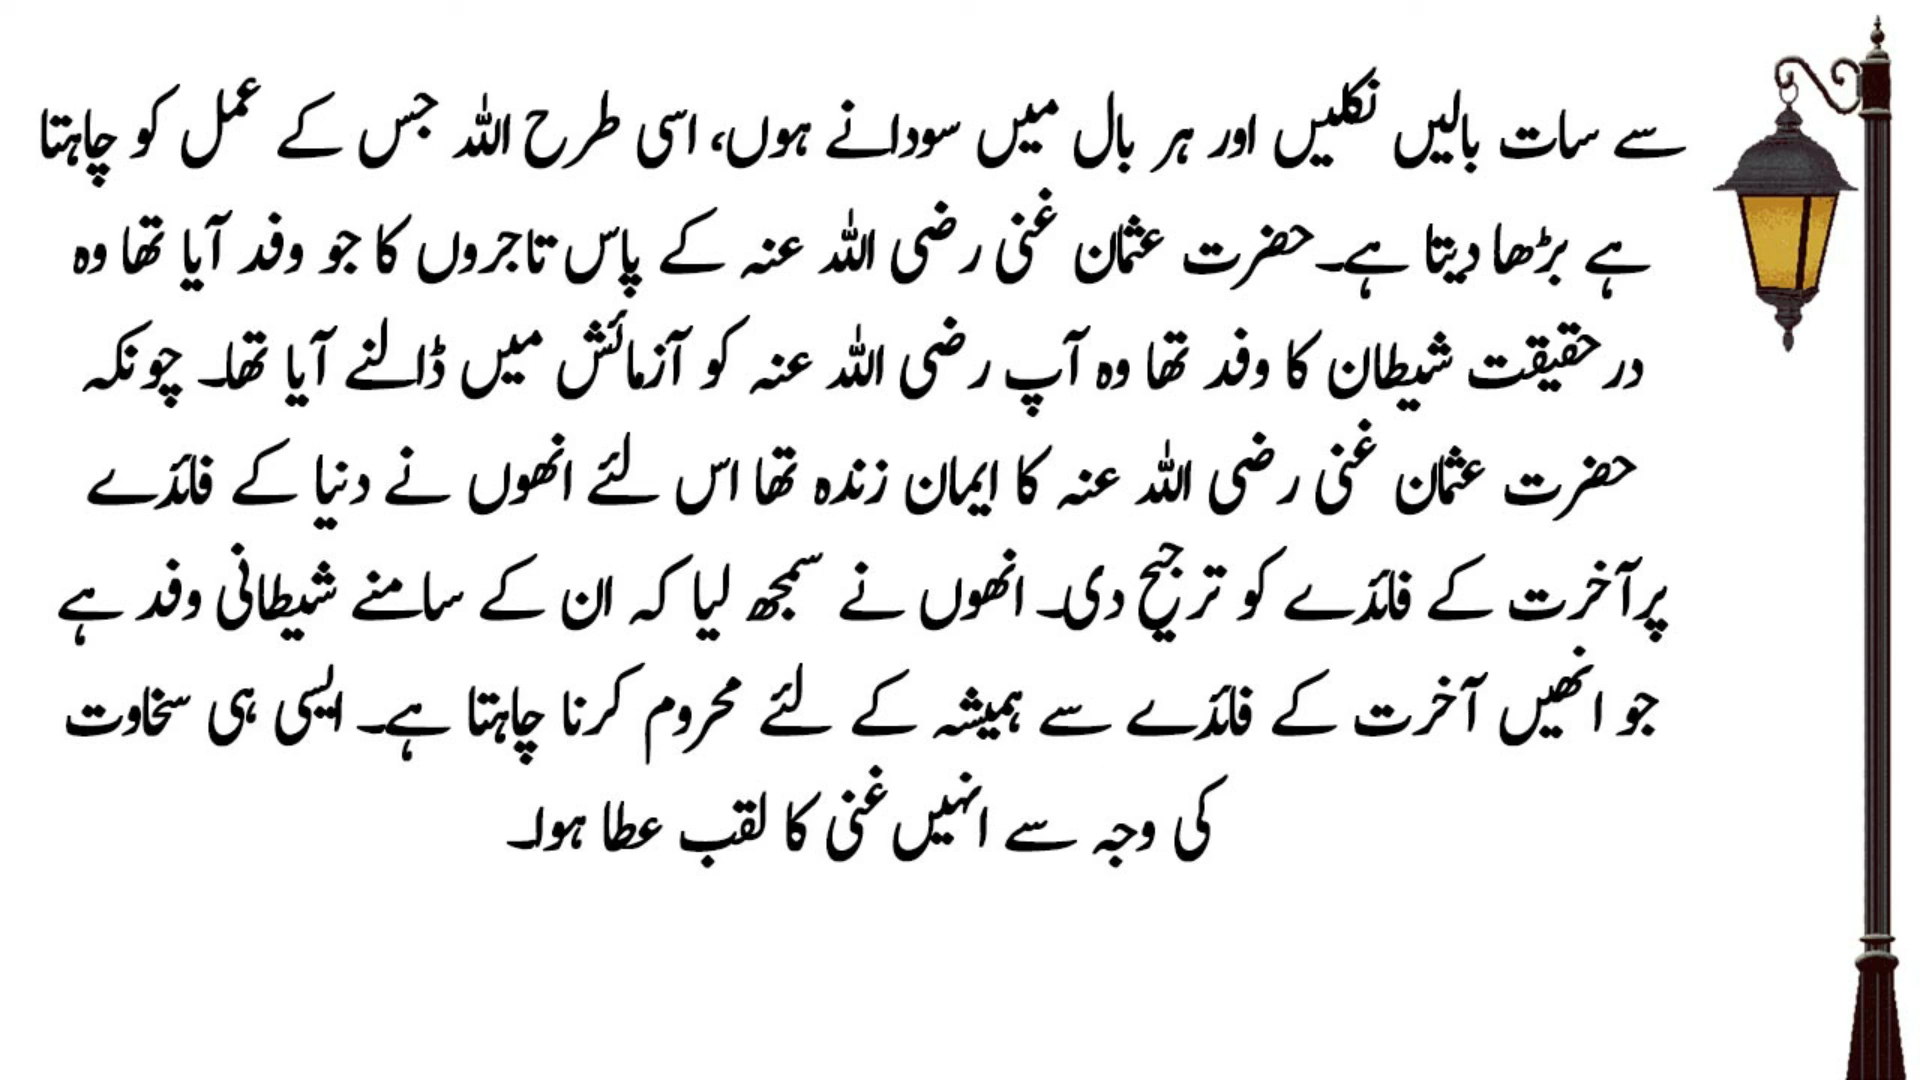 سے سات بالیں نکلیں اور ہر بال میں سودانے ہوں، اسی طرح اللہ جس کے عمل کو چاہتا
ہے بڑھا دیتا ہے۔حضرت عثمان غنی رضی اللہ عنہ کے پاس تاجروں کا جو وفد آیا تھا وہ
درحقیقت شیطان کا وفد تھا وہ آپ رضی اللہ عنہ کو آزمائش میں ڈالنے آیا تھا۔ چونکہ
حضرت عثمان غنی رضی اللہ عنہ کا ایمان زندہ تھا اس لئے انھوں نے دنیا کے فائدے
پرآخرت کے فائدے کو ترجیح دی۔ انھوں نے سمجھ لیا کہ ان کے سامنے شیطانی وفد ہے
جو انھیں آخرت کے فائدے سے ہمیشہ کے لئے محروم کرنا چاہتا ہے۔ ایسی ہی سخاوت
کی وجہ سے انہیں غنی کا لقب عطا ہوا۔